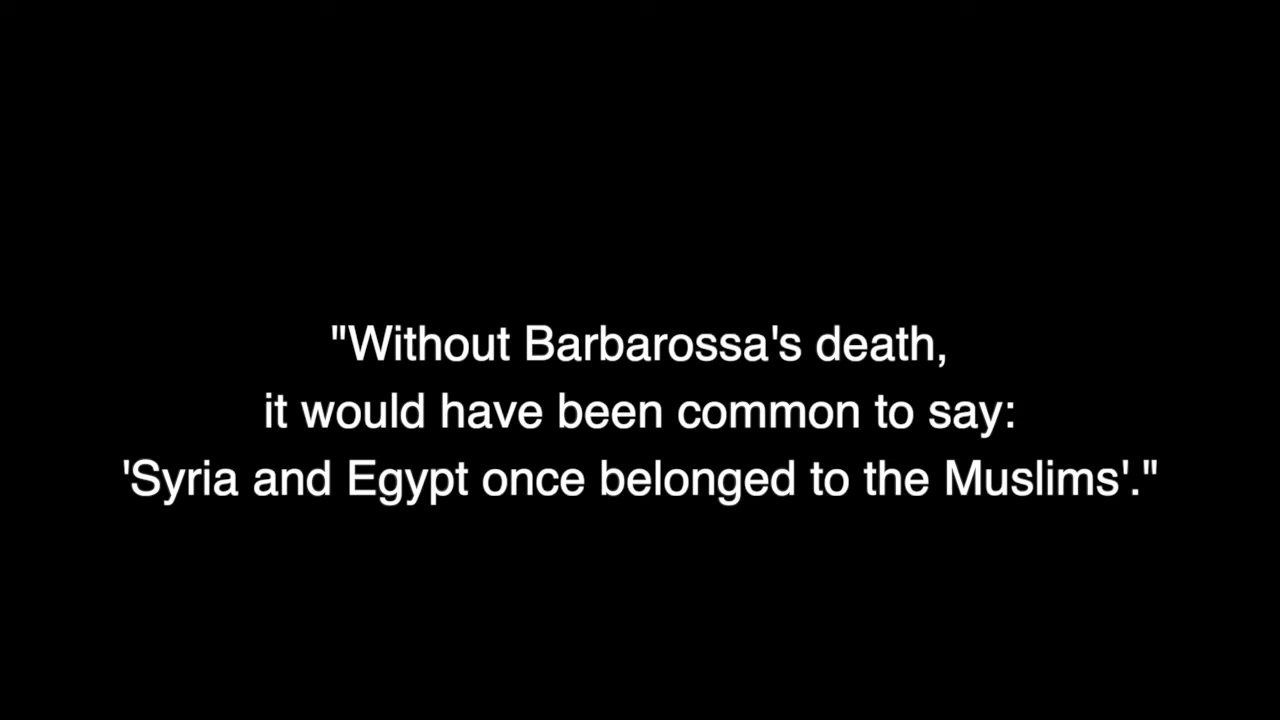 "Without Barbarossa's death,
it would have been common to say:
'Syria and Egypt once belonged to the Muslims'."